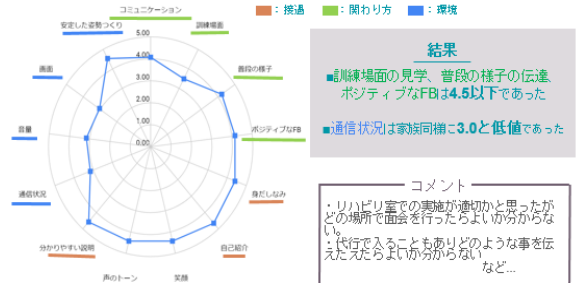 ：接遇 ：関わり方 ：環境
コミュニケーション
安定した姿勢つくり
訓練場面
画面
普段の様子
音量
ポジティブなFB
通信状況
身だしなみ
分かりやすい説明
自己紹介
声のトーン
笑顔
5.00
4.00
3.00
2.00
1.00
0.00
結果
■訓練場面の見学、普段の様子の伝達、
ポジティブなFBは4.5以下であった
■通信状況は家族同様に3.0と低値であった
コメント
・リハビリ室での実施が適切かと思ったが
どの場所で面会を行ったらよいか分からな
い。
・代行で入ることもありどのような事を伝
えたえたらよいか分からない
など…